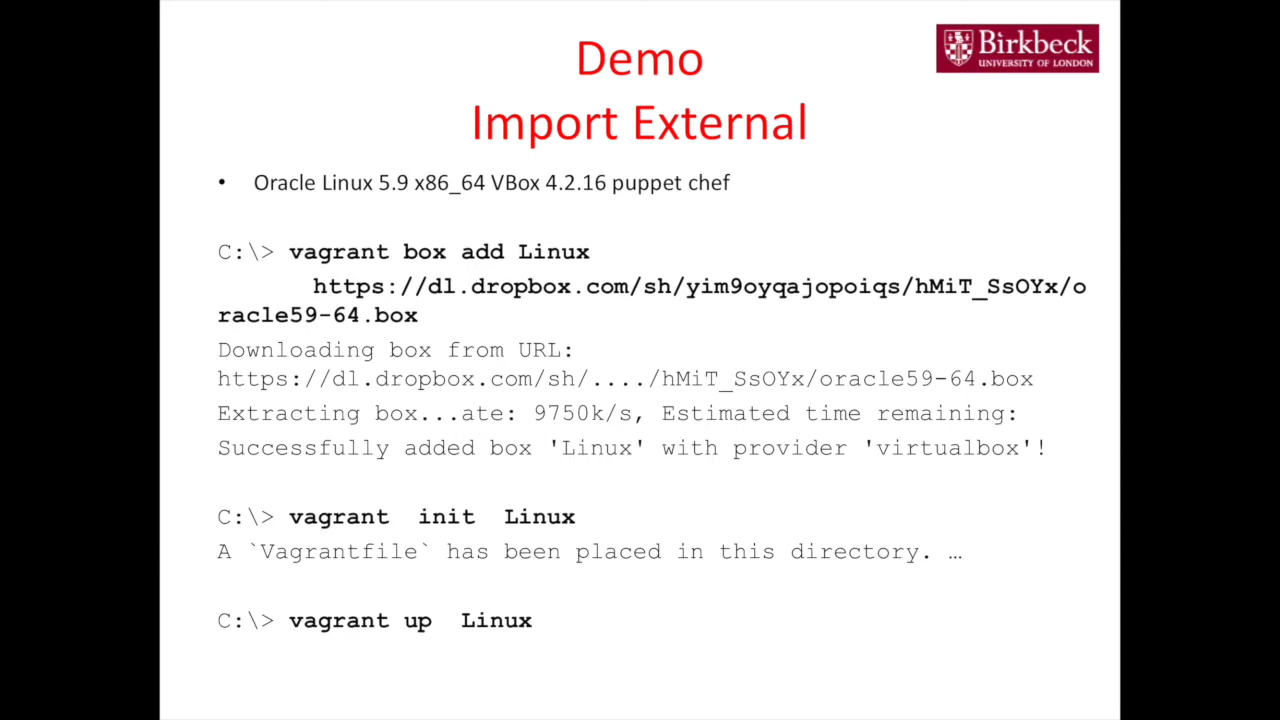 Birkbeck
UNIVERSITY OF LONDON
Demo
Import External
• Oracle Linux 5.9 x86_64 VBox 4.2.16 puppet chef
C:\> vagrant box add Linux
https://dl.dropbox.com/sh/yim9oyqajopoiqs/hMiT_SsOYx/o
racle59-64.box
Downloading box from URL:
https://dl.dropbox.com/sh/..../hMiT_SsOYx/oracle59-64.box
Extracting box...ate: 9750k/s, Estimated time remaining:
Successfully added box 'Linux' with provider 'virtualbox'!
C:\> vagrant  init  Linux
A `Vagrantfile` has been placed in this directory. …
C:\> vagrant up  Linux